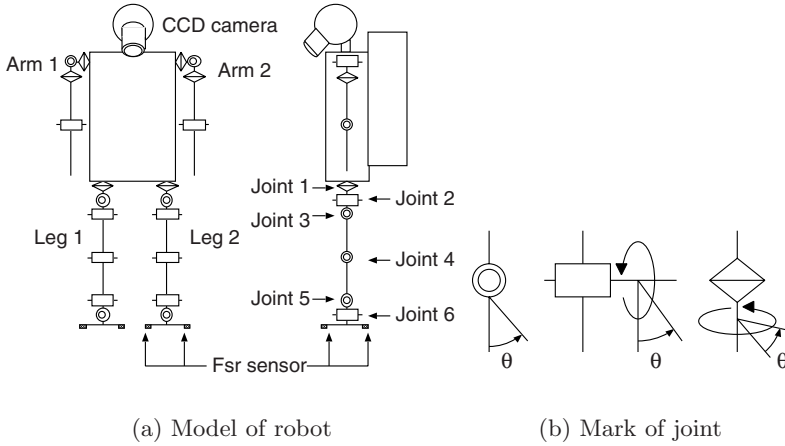 CCD camera
Arm 1
Arm 2
Joint 1
Joint 2
Joint 3
Leg 1
Leg 2
Joint 4
Joint 5
Joint 6
Fsr sensor
θ
θ
θ
(a) Model of robot
(b) Mark of joint